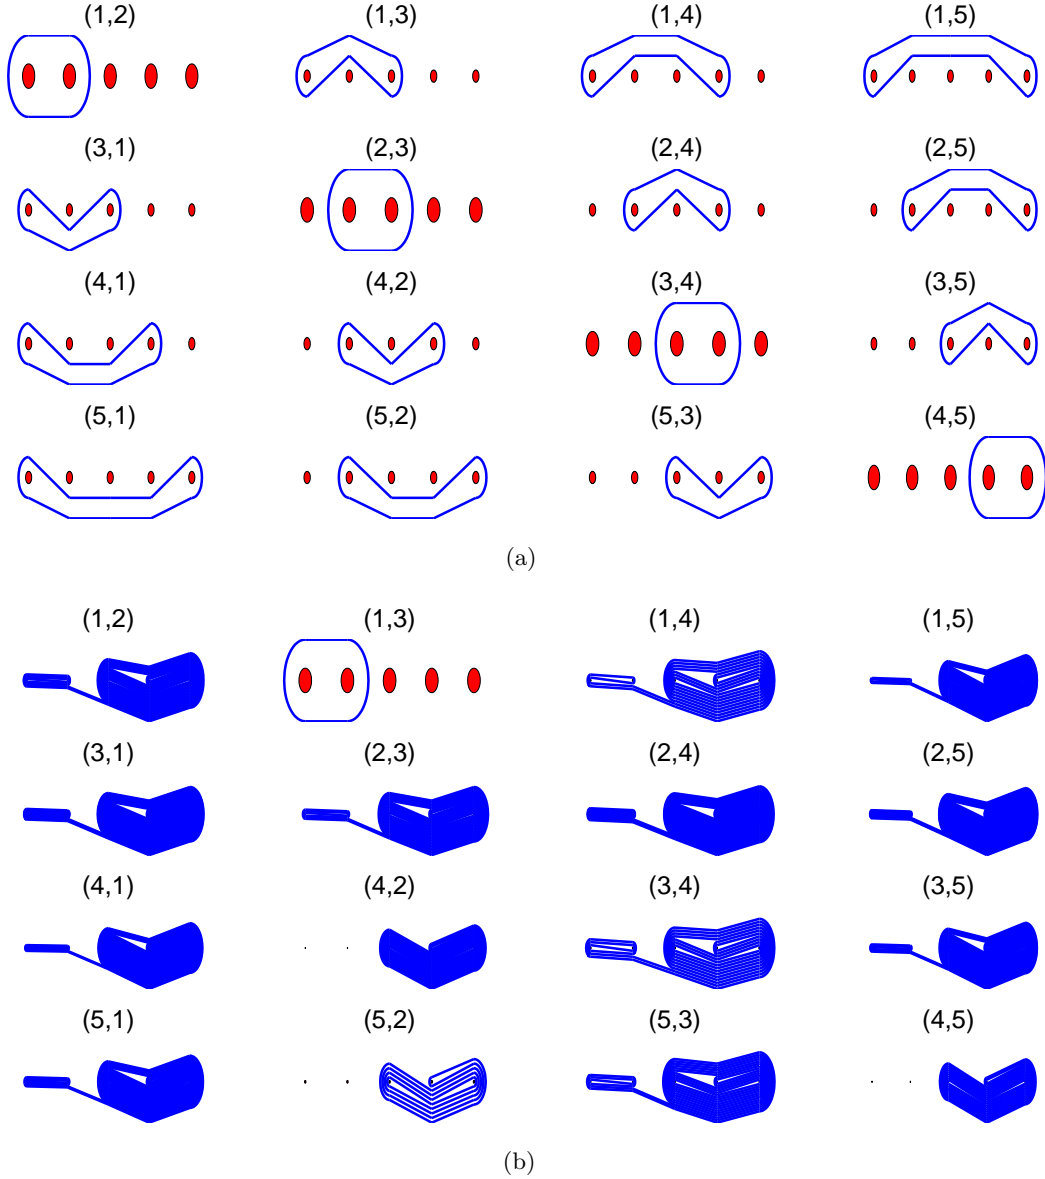 (1,2) (1,3) (1,4) (1,5)
(3,1) (2,3) (2,4) (2,5)
(4,1) (4,2) (3,4) (3,5)
(5,1) (5,2) (5,3) (4,5)
(a)
(1,2) (1,3) (1,4) (1,5)
(3,1) (2,3) (2,4) (2,5)
(4,1) (4,2) (3,4) (3,5)
(5,1) (5,2) (5,3) (4,5)
(b)